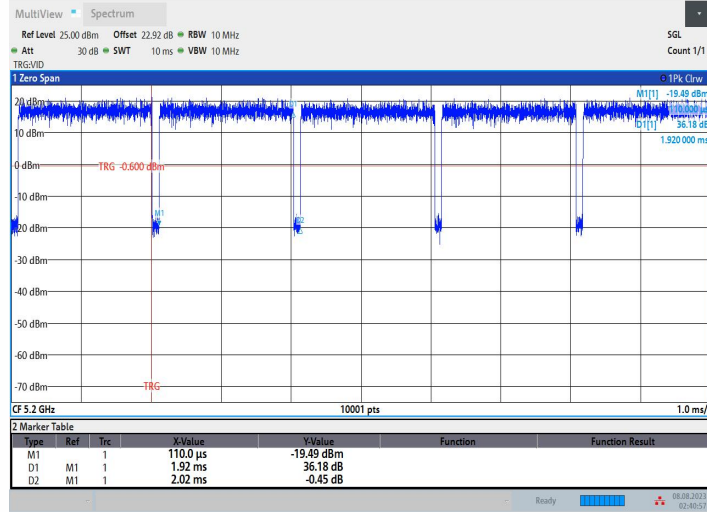 MultiView Spectrum
Ref Level 25.00 dBm Offset 22.92 dB RBW 10 MHz SGL
Att 30 dB SWT 10 ms VBW 10 MHz Count 1/1
TRG:VID
1 Zero Span 1Pk Clrw
M1[1] -19.49 dBm
20 dBm 110.000 µs
D1[1] 36.18 dB
10 dBm
1.920 000 ms
0 dBm
TRG -0.600 dBm
-10 dBm
M1
-20 dBm
D2
-30 dBm
-40 dBm
-50 dBm
-60 dBm
-70 dBm
TRG
CF 5.2 GHz 10001 pts 1.0 ms/
2 Marker Table
Type Ref Trc X-Value Y-Value Function Function Result
M1 1 110.0 µs -19.49 dBm
D1 M1 1 1.92 ms 36.18 dB
D2 M1 1 2.02 ms -0.45 dB
Ready 08.08.2023
02:40:57